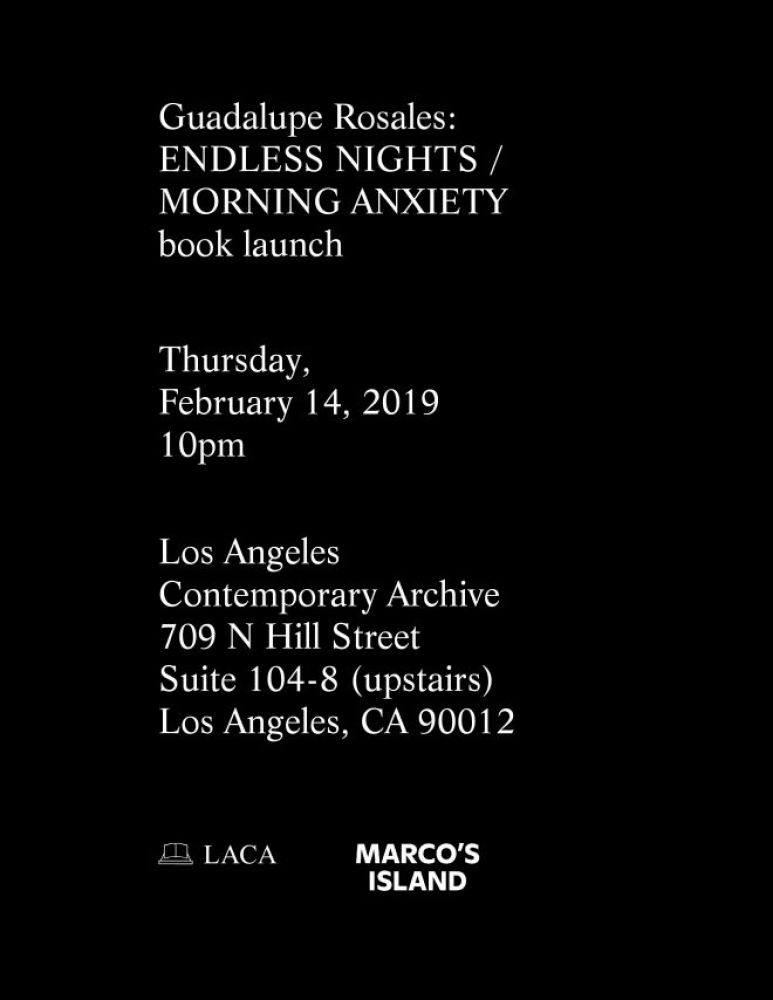 Guadalupe Rosales:
ENDLESS NIGHTS /
MORNING ANXIETY
book launch
Thursday,
February 14, 2019
10pm
Los Angeles
Contemporary Archive
709 N Hill Street
Suite 104-8 (upstairs)
Los Angeles, CA 90012
LACA
MARCO'S
ISLAND